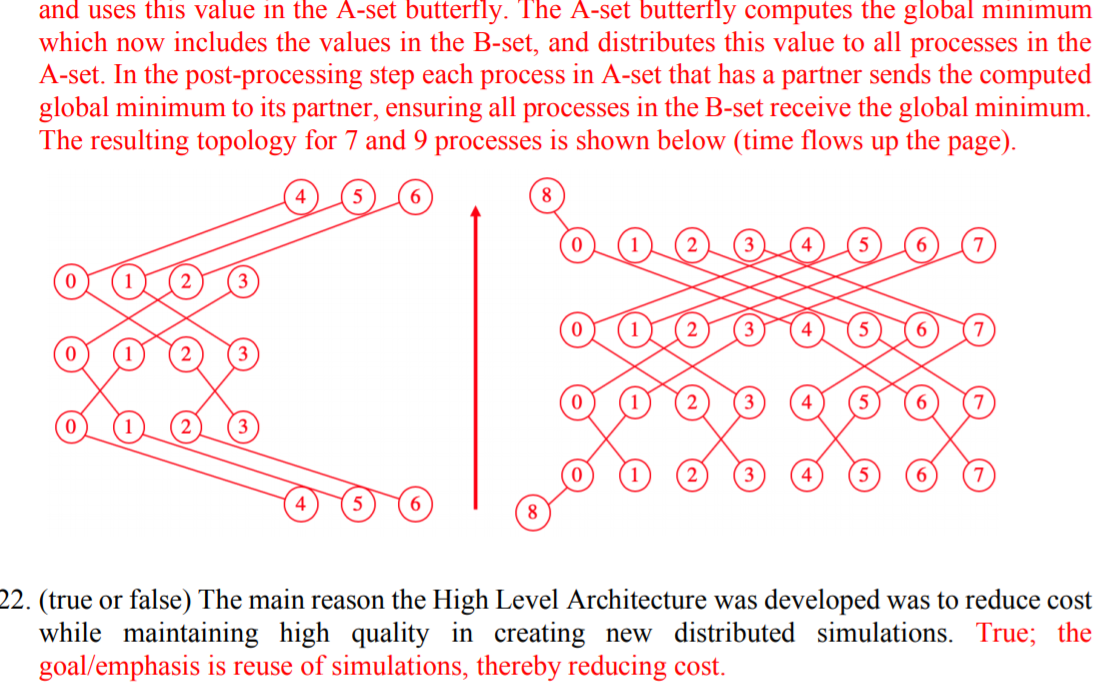 and uses this value in the A-set butterfly. The A-set butterfly computes the global minimum
which now includes the values in the B-set, and distributes this value to all processes in the
A-set. In the post-processing step each process in A-set that has a partner sends the computed
global minimum to its partner, ensuring all processes in the B-set receive the global minimum.
The resulting topology for 7 and 9 processes is shown below (time flows up the page).
4 5 6
0 1 2 3
0 1 2 3
0 1 2 3
4 5 6
8
0 1 2 3 4 5 6 7
0 1 2 3 4 5 6 7
0 1 2 3 4 5 6 7
0 1 2 3 4 5 6 7
8
22. (true or false) The main reason the High Level Architecture was developed was to reduce cost
while maintaining high quality in creating new distributed simulations. True; the
goal/emphasis is reuse of simulations, thereby reducing cost.